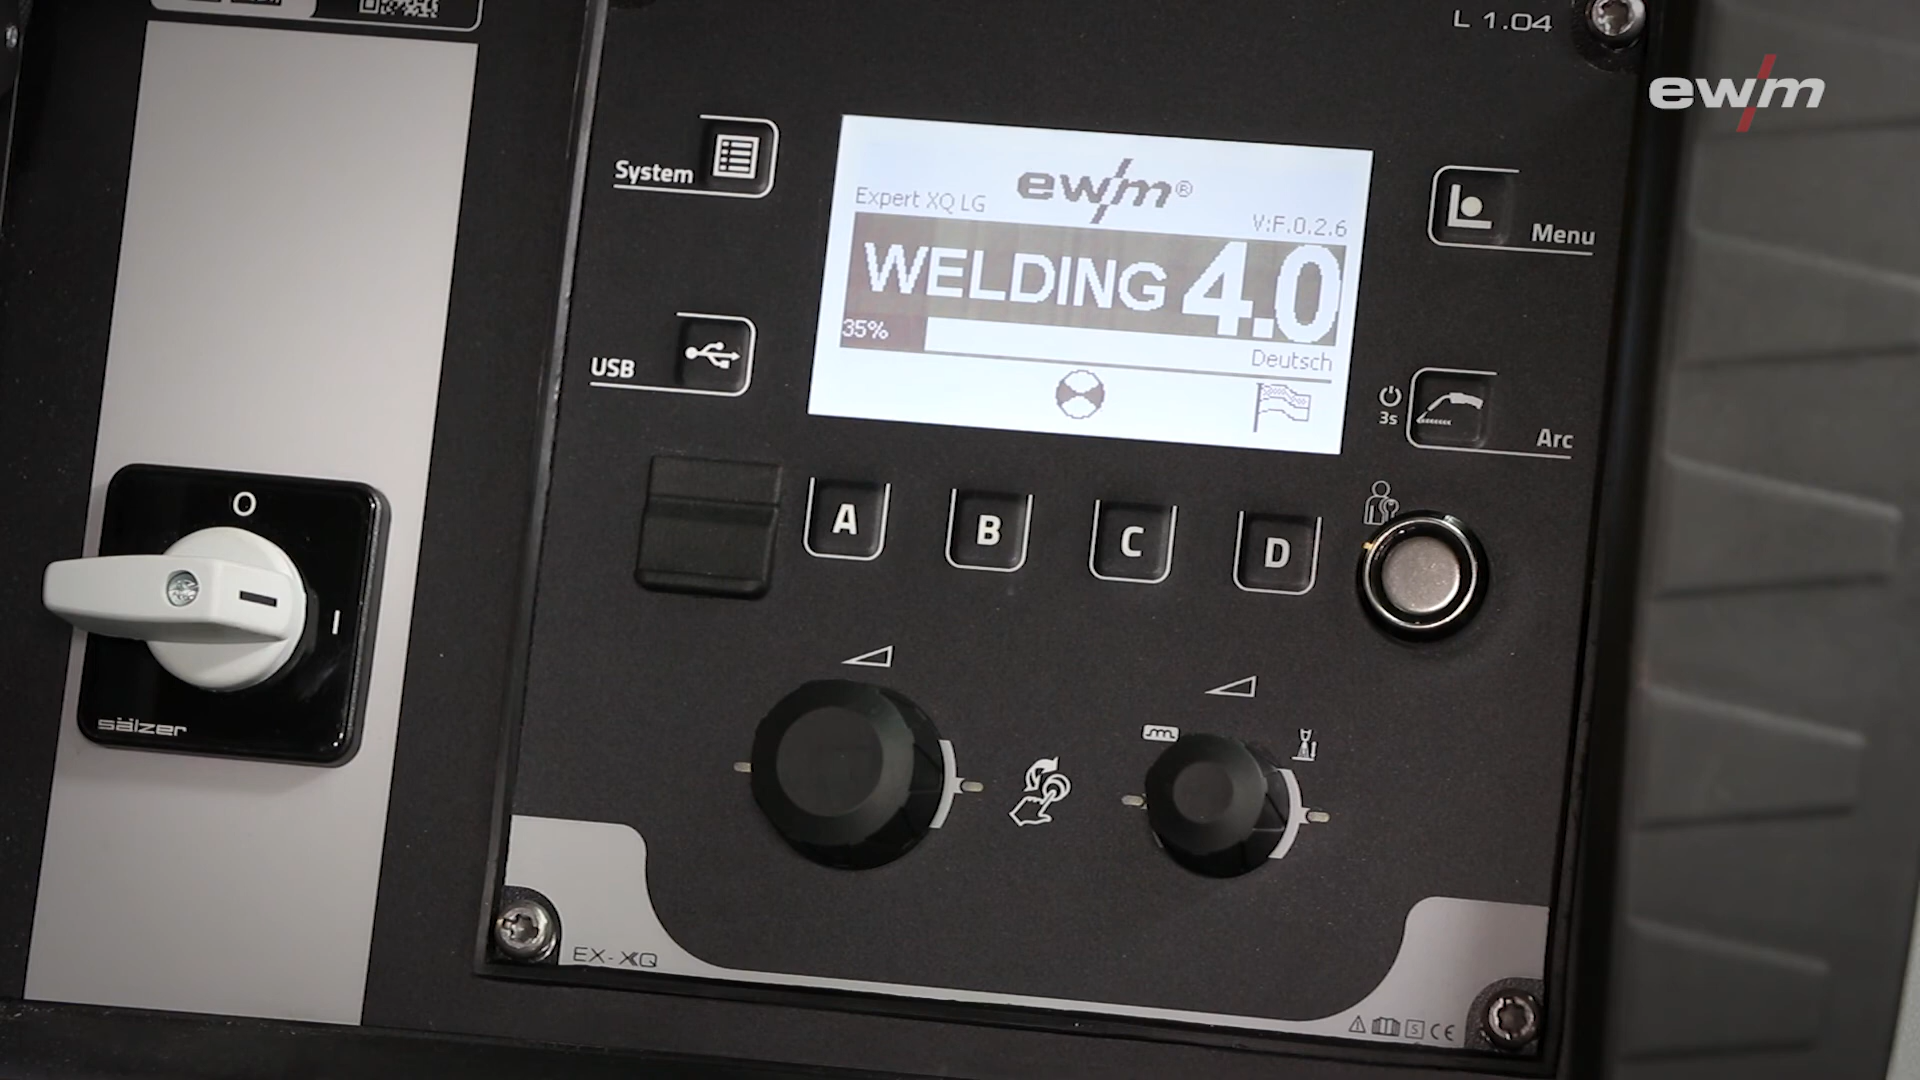 L 1.04
ewm
System
ewm®
Expert XQ LG
V:F.0.2.6
WELDING 4.0
35%
Deutsch
Menu
USB
3s
Arc
A
B
C
D
O
sälzer
EX-XQ
S
CE